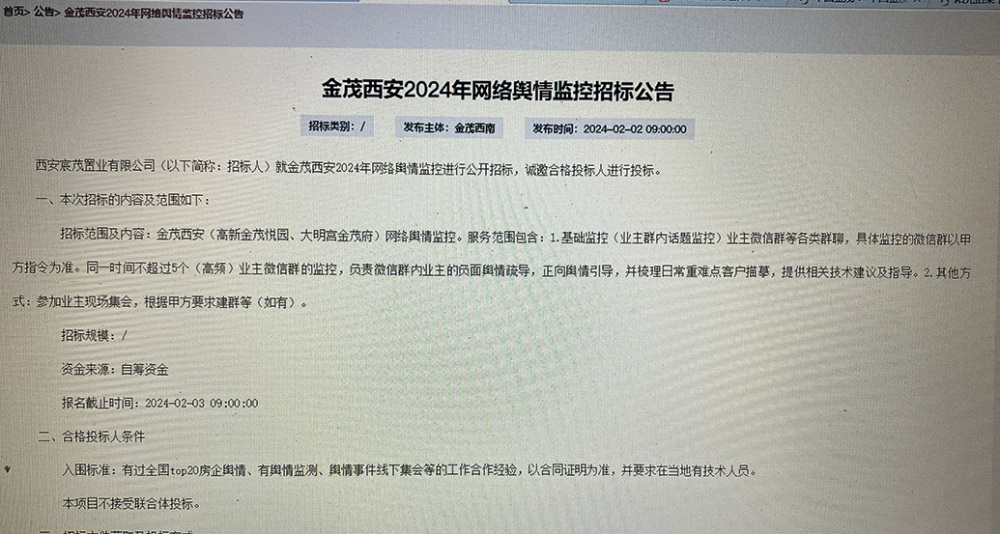 首页> 公告> 金茂西安2024年网络舆情监控招标公告
金茂西安2024年网络舆情监控招标公告
招标类别：/ 发布主体：金茂西南 发布时间：2024-02-02 09:00:00
西安宸茂置业有限公司（以下简称：招标人）就金茂西安2024年网络舆情监控进行公开招标，诚邀合格投标人进行投标。
一、本次招标的内容及范围如下：
招标范围及内容：金茂西安（高新金茂悦园、大明宫金茂府）网络舆情监控。服务范围包含：1.基础监控（业主群内话题监控）业主微信群等各类群聊，具体监控的微信群以甲
方指令为准。同一时间不超过5个（高频）业主微信群的监控，负责微信群内业主的负面舆情疏导，正向舆情引导，并梳理日常重难点客户描摹，提供相关技术建议及指导。2.其他方
式：参加业主现场集会，根据甲方要求建群等（如有）。
招标规模：/
资金来源：自筹资金
报名截止时间：2024-02-03 09:00:00
二、合格投标人条件
入围标准：有过全国top20房企舆情、有舆情监测、舆情事件线下集会等的工作合作经验，以合同证明为准，并要求在当地有技术人员。
本项目不接受联合体投标。